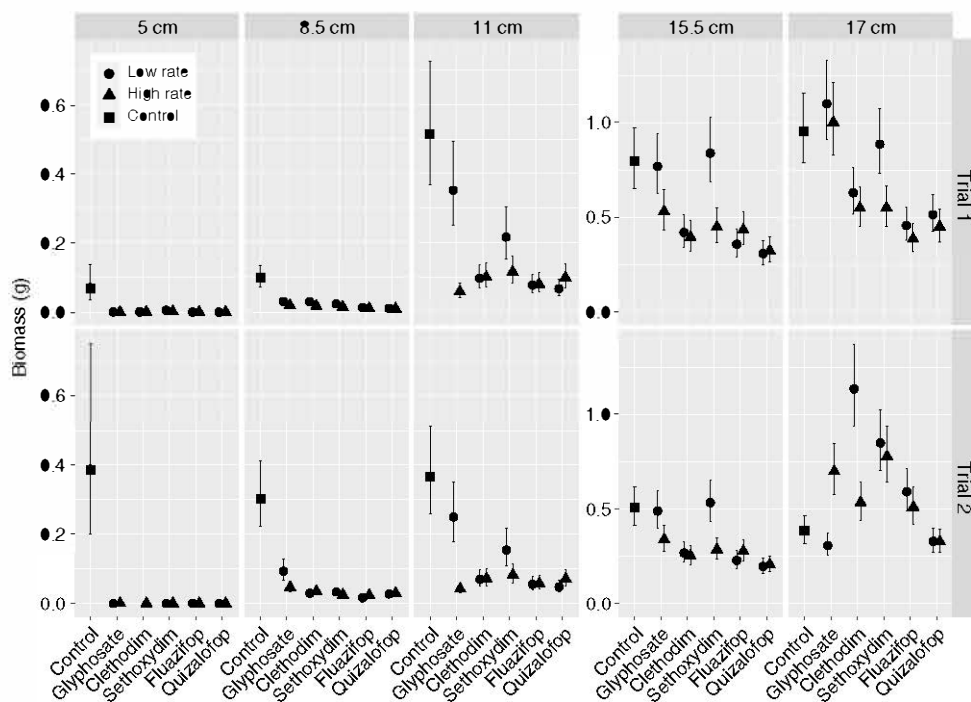 5 cm
8.5 cm
11 cm
15.5 cm
17 cm
Low rate
High rate
Control
Biomass (g)
0.6
0.4
0.2
0.0
1.0
0.5
0.0
Trial 1
0.6
0.4
0.2
0.0
1.0
0.5
0.0
Trial 2
Control
Glyphosate
Clethodim
Sethoxydim
Fluazifop
Quizalofop
Control
Glyphosate
Clethodim
Sethoxydim
Fluazifop
Quizalofop
Control
Glyphosate
Clethodim
Sethoxydim
Fluazifop
Quizalofop
Control
Glyphosate
Clethodim
Sethoxydim
Fluazifop
Quizalofop
Control
Glyphosate
Clethodim
Sethoxydim
Fluazifop
Quizalofop